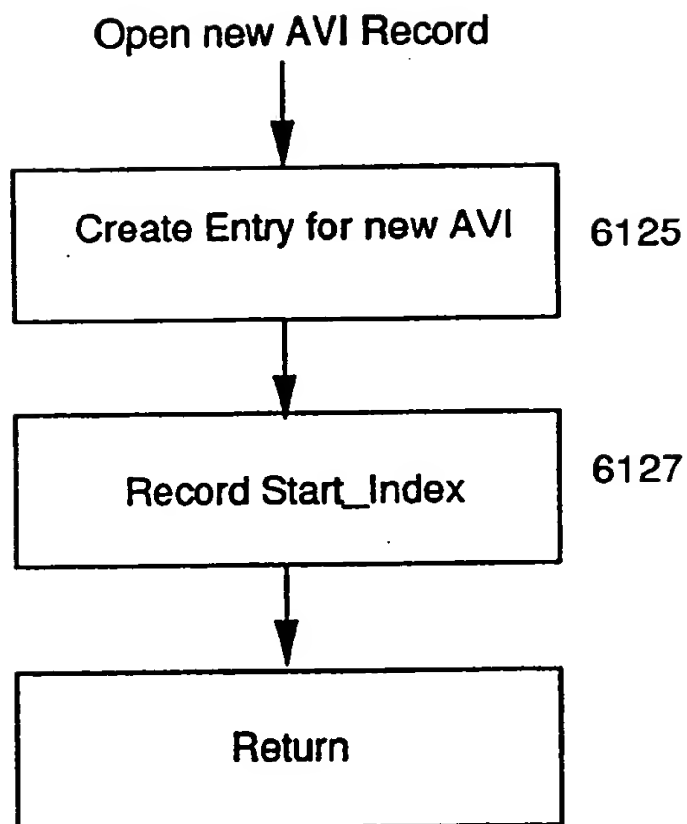 Open new AVI Record
Create Entry for new AVI
6125
Record Start_Index
6127
Return